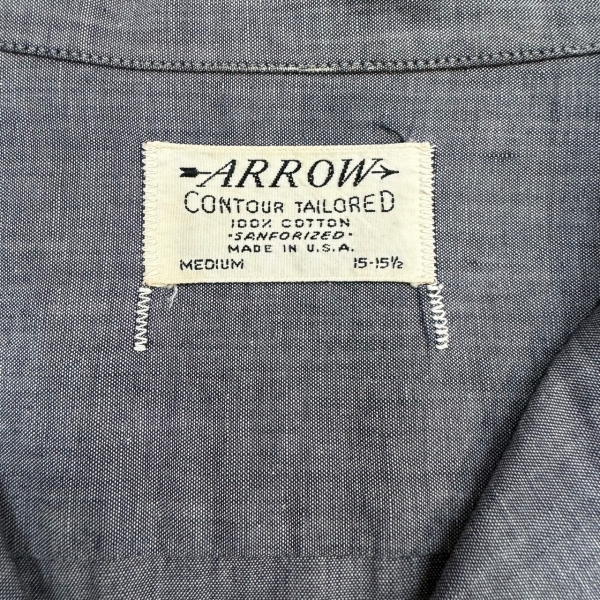 ARROW
CONTOUR TAILORED
100% COTTON
-SANFORIZED-
MADE IN U.S.A.
MEDIUM 15-15½